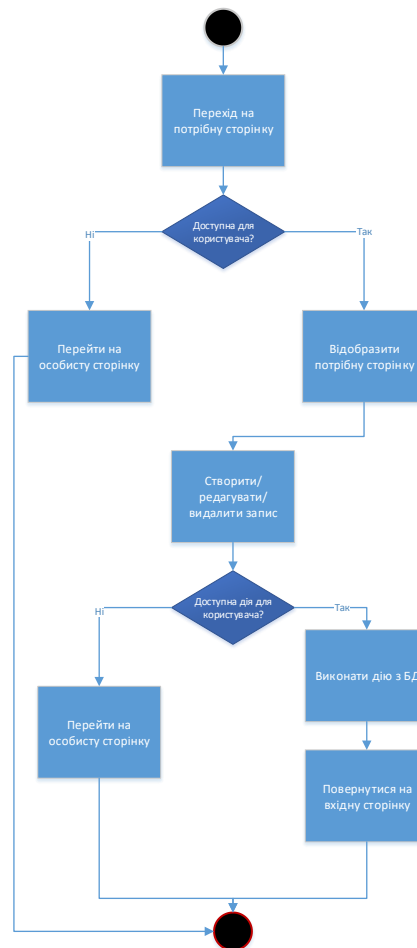 Перехід на
потрібну сторінку
Доступна для
користувача?
Ні
Так
Перейти на
особисту сторінку
Відобразити
потрібну сторінку
Створити/
редагувати/
видалити запис
Доступна дія для
користувача?
Ні
Так
Виконати дію з БД
Перейти на
особисту сторінку
Повернутися на
вхідну сторінку